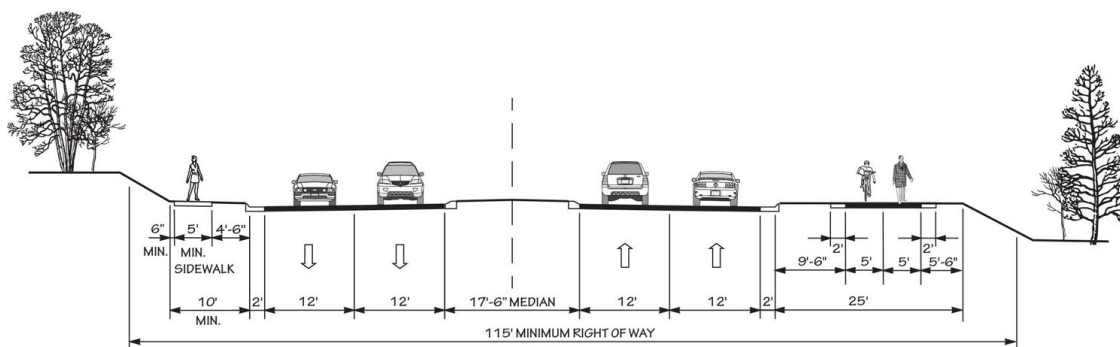 6" 5' 4'-6"
MIN. MIN.
SIDEWALK
2' 2'
9'-6" 5' 5' 5'-6"
10' 2' 12' 12' 17'-6" MEDIAN 12' 12' 2' 25'
MIN.
115' MINIMUM RIGHT OF WAY